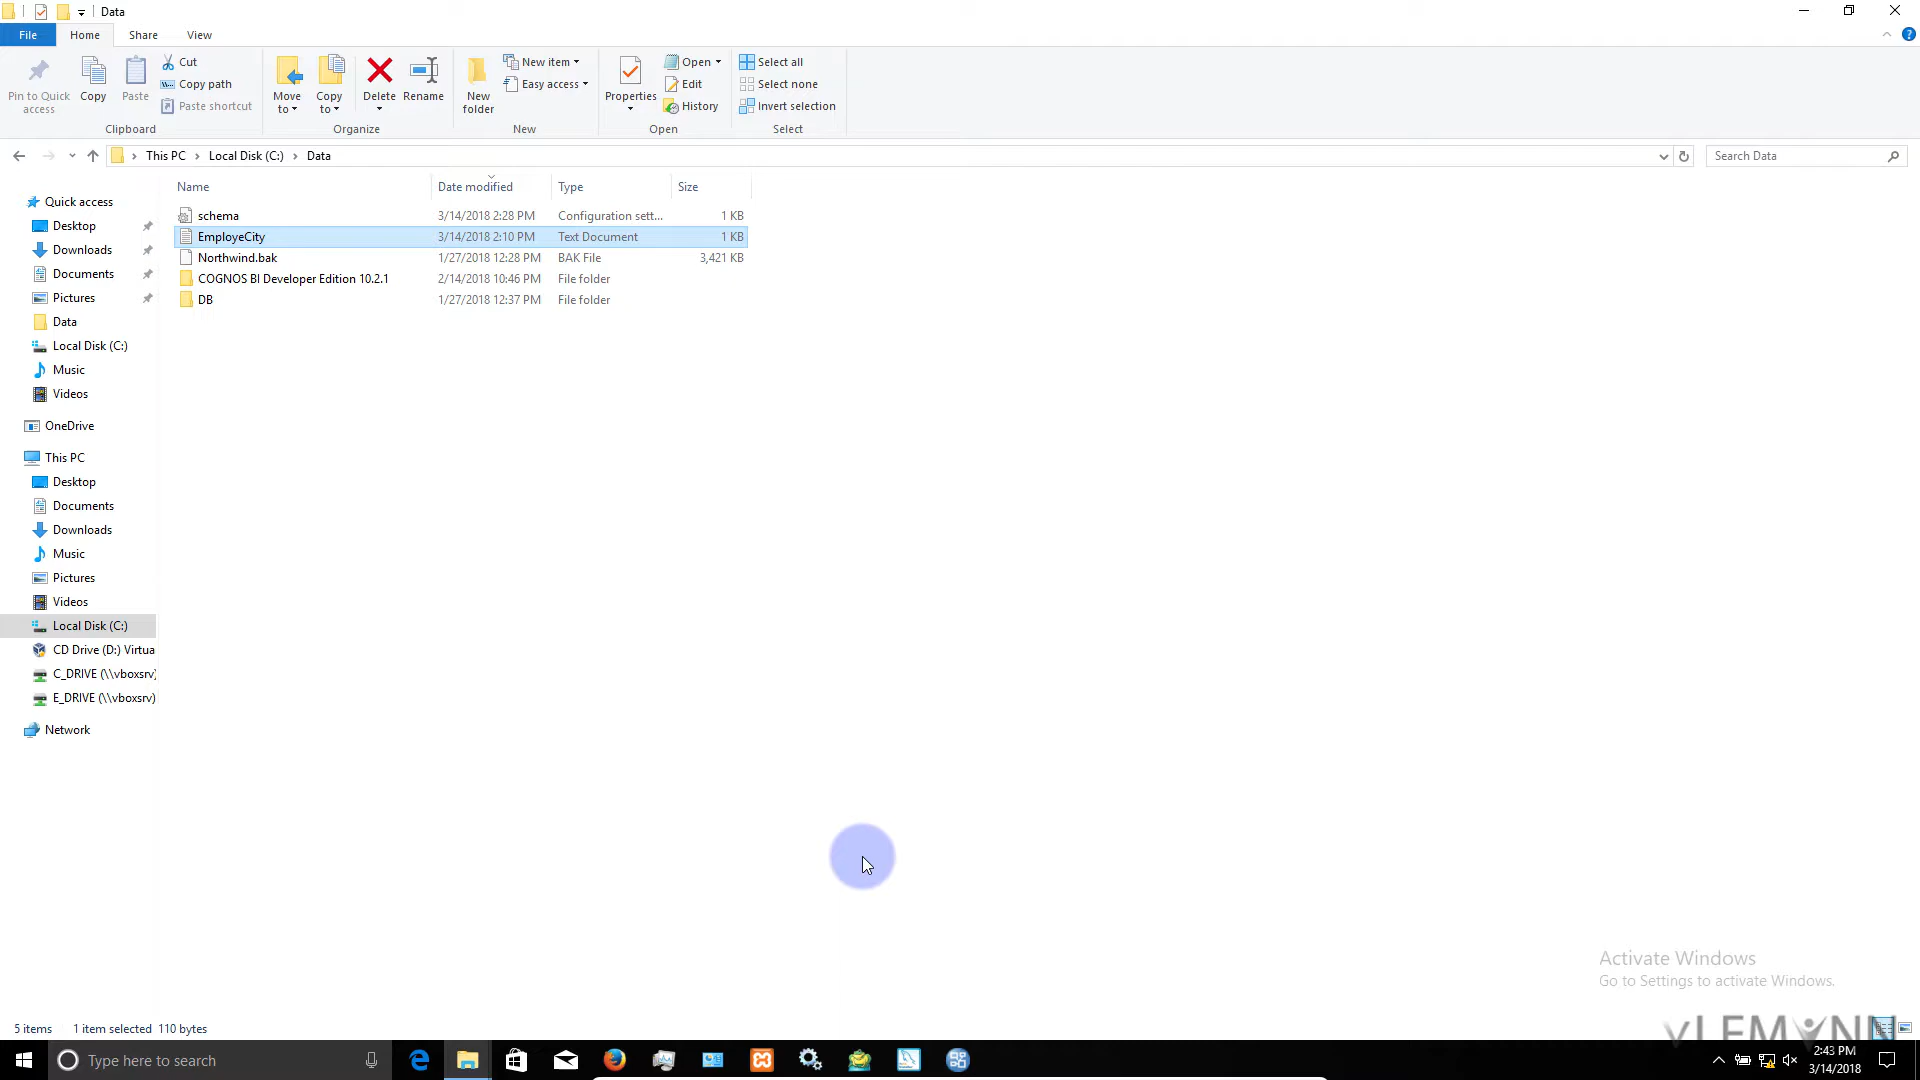 Data
File Home Share View
Pin to Quick access
Copy
Paste
Cut
Copy path
Paste shortcut
Clipboard
Move to
Copy to
Delete
Rename
Organize
New folder
New item
Easy access
New
Properties
Open
Edit
History
Open
Select all
Select none
Invert selection
Select
This PC > Local Disk (C:) > Data
Search Data
Name Date modified Type Size
schema 3/14/2018 2:28 PM Configuration sett... 1 KB
EmployeCity 3/14/2018 2:10 PM Text Document 1 KB
Northwind.bak 1/27/2018 12:28 PM BAK File 3,421 KB
COGNOS BI Developer Edition 10.2.1 2/14/2018 10:46 PM File folder
DB 1/27/2018 12:37 PM File folder
Quick access
Desktop
Downloads
Documents
Pictures
Data
Local Disk (C:)
Music
Videos
OneDrive
This PC
Desktop
Documents
Downloads
Music
Pictures
Videos
Local Disk (C:)
CD Drive (D:) Virtua
C_DRIVE (\\vboxsrv)
E_DRIVE (\\vboxsrv)
Network
Activate Windows
Go to Settings to activate Windows.
5 items 1 item selected 110 bytes
Type here to search
2:43 PM
3/14/2018